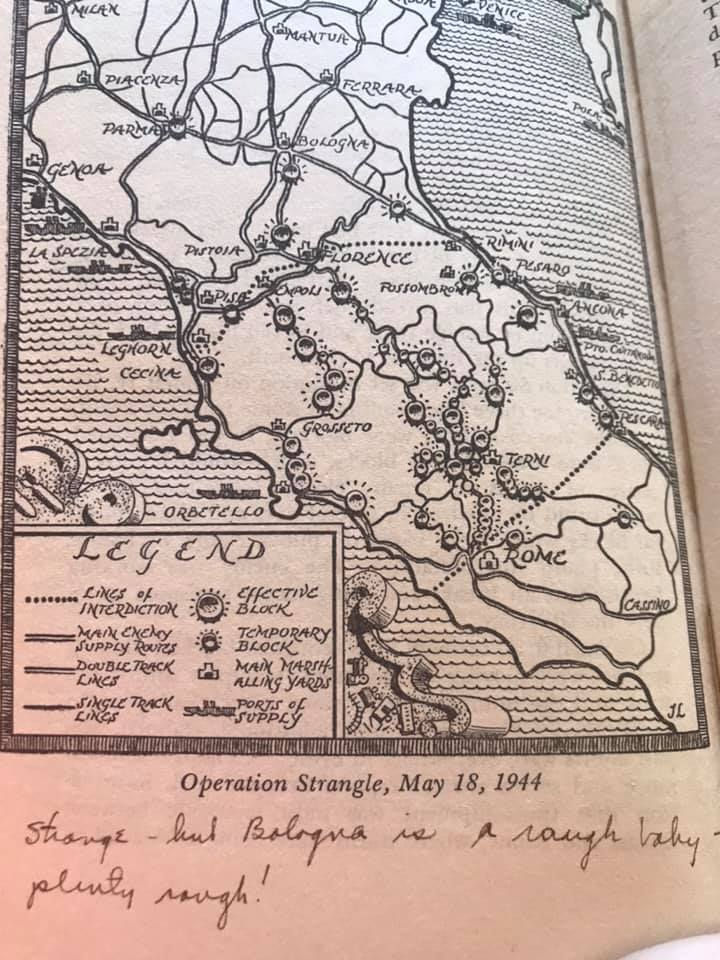 VENICE
MILAN
MANTUA
PIACENZA
FERRARA
POLA
PARMA
BOLOGNA
GENOA
LA SPEZIA
PISTOIA
FLORENCE
RIMINI
PESARO
PISA
EMPOLI
FOSSOMBRONE
ANCONA
LEGHORN
CECINA
S. BENEDETTO
GROSSETO
PESCARA
TERNI
ORBETELLO
ROME
CASSINO
LEGEND
LINES of INTERDICTION
EFFECTIVE BLOCK
MAIN ENEMY SUPPLY ROUTES
TEMPORARY BLOCK
DOUBLE TRACK LINES
MAIN MARSH-
ALLING YARDS
SINGLE TRACK LINES
PORTS of SUPPLY
JL
Operation Strangle, May 18, 1944
Strange - but Bologna is a rough baby -
plenty rough!